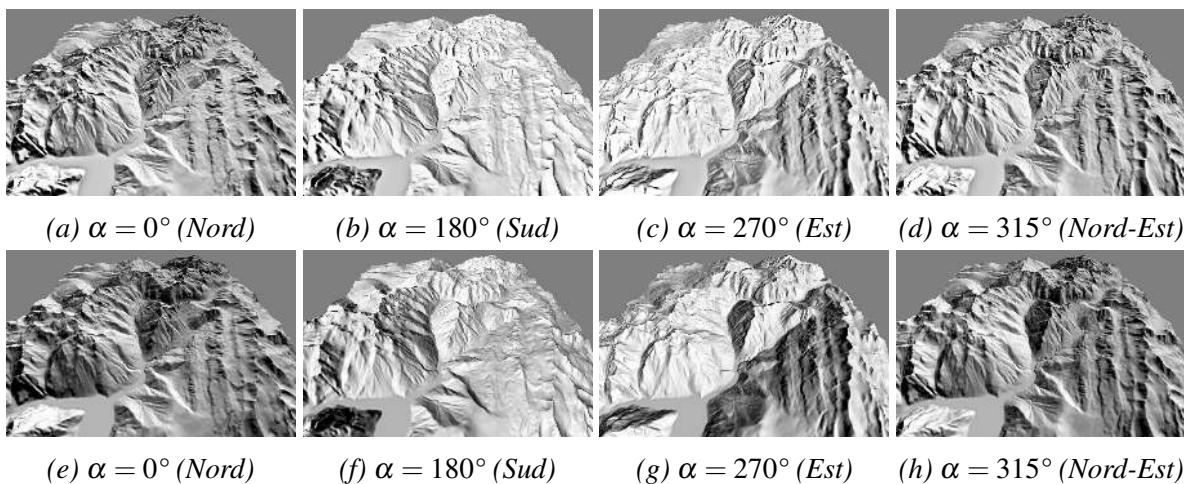 (a) α = 0° (Nord) (b) α = 180° (Sud) (c) α = 270° (Est) (d) α = 315° (Nord-Est)
(e) α = 0° (Nord) (f) α = 180° (Sud) (g) α = 270° (Est) (h) α = 315° (Nord-Est)